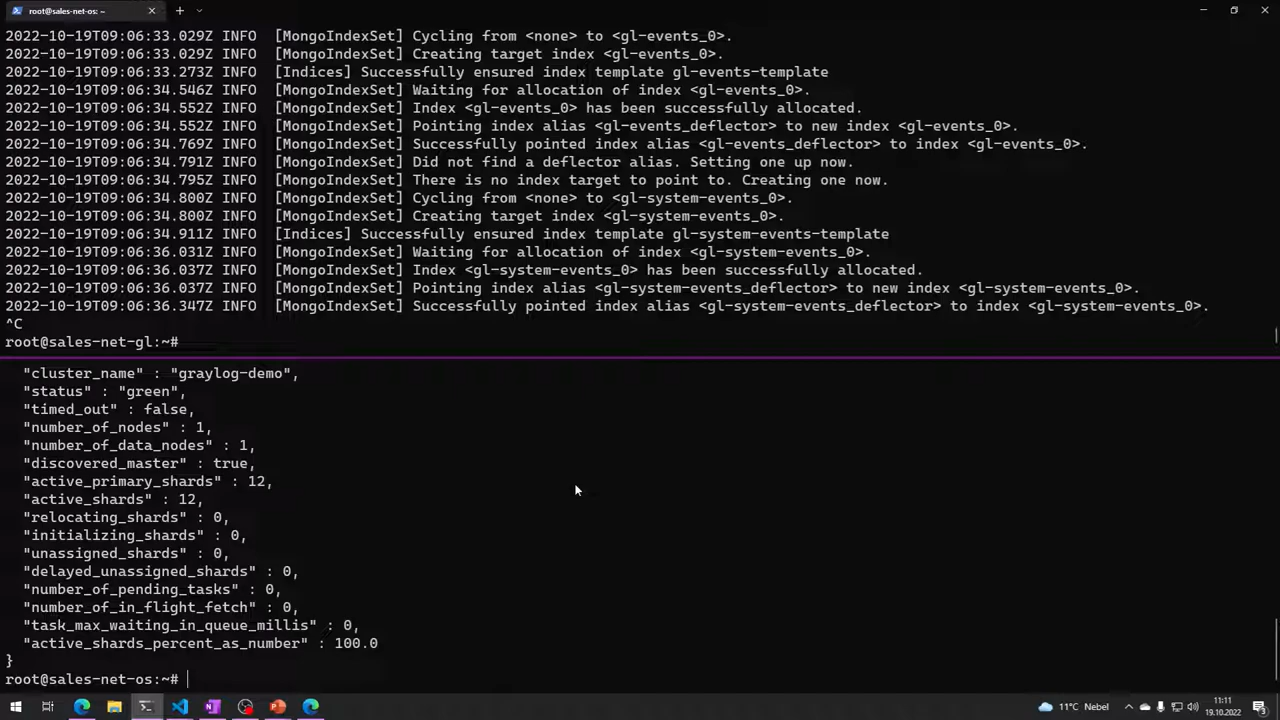 root@sales-net-os: ~
2022-10-19T09:06:33.029Z INFO  [MongoIndexSet] Cycling from <none> to <gl-events_0>.
2022-10-19T09:06:33.029Z INFO  [MongoIndexSet] Creating target index <gl-events_0>.
2022-10-19T09:06:33.273Z INFO  [Indices] Successfully ensured index template gl-events-template
2022-10-19T09:06:34.546Z INFO  [MongoIndexSet] Waiting for allocation of index <gl-events_0>.
2022-10-19T09:06:34.552Z INFO  [MongoIndexSet] Index <gl-events_0> has been successfully allocated.
2022-10-19T09:06:34.552Z INFO  [MongoIndexSet] Pointing index alias <gl-events_deflector> to new index <gl-events_0>.
2022-10-19T09:06:34.769Z INFO  [MongoIndexSet] Successfully pointed index alias <gl-events_deflector> to index <gl-events_0>.
2022-10-19T09:06:34.791Z INFO  [MongoIndexSet] Did not find a deflector alias. Setting one up now.
2022-10-19T09:06:34.795Z INFO  [MongoIndexSet] There is no index target to point to. Creating one now.
2022-10-19T09:06:34.800Z INFO  [MongoIndexSet] Cycling from <none> to <gl-system-events_0>.
2022-10-19T09:06:34.800Z INFO  [MongoIndexSet] Creating target index <gl-system-events_0>.
2022-10-19T09:06:34.911Z INFO  [Indices] Successfully ensured index template gl-system-events-template
2022-10-19T09:06:36.031Z INFO  [MongoIndexSet] Waiting for allocation of index <gl-system-events_0>.
2022-10-19T09:06:36.037Z INFO  [MongoIndexSet] Index <gl-system-events_0> has been successfully allocated.
2022-10-19T09:06:36.037Z INFO  [MongoIndexSet] Pointing index alias <gl-system-events_deflector> to new index <gl-system-events_0>.
2022-10-19T09:06:36.347Z INFO  [MongoIndexSet] Successfully pointed index alias <gl-system-events_deflector> to index <gl-system-events_0>.
^C
root@sales-net-gl:~#
"cluster_name" : "graylog-demo",
"status" : "green",
"timed_out" : false,
"number_of_nodes" : 1,
"number_of_data_nodes" : 1,
"discovered_master" : true,
"active_primary_shards" : 12,
"active_shards" : 12,
"relocating_shards" : 0,
"initializing_shards" : 0,
"unassigned_shards" : 0,
"delayed_unassigned_shards" : 0,
"number_of_pending_tasks" : 0,
"number_of_in_flight_fetch" : 0,
"task_max_waiting_in_queue_millis" : 0,
"active_shards_percent_as_number" : 100.0
}
root@sales-net-os:~#
11°C Nebel
11:11
19.10.2022